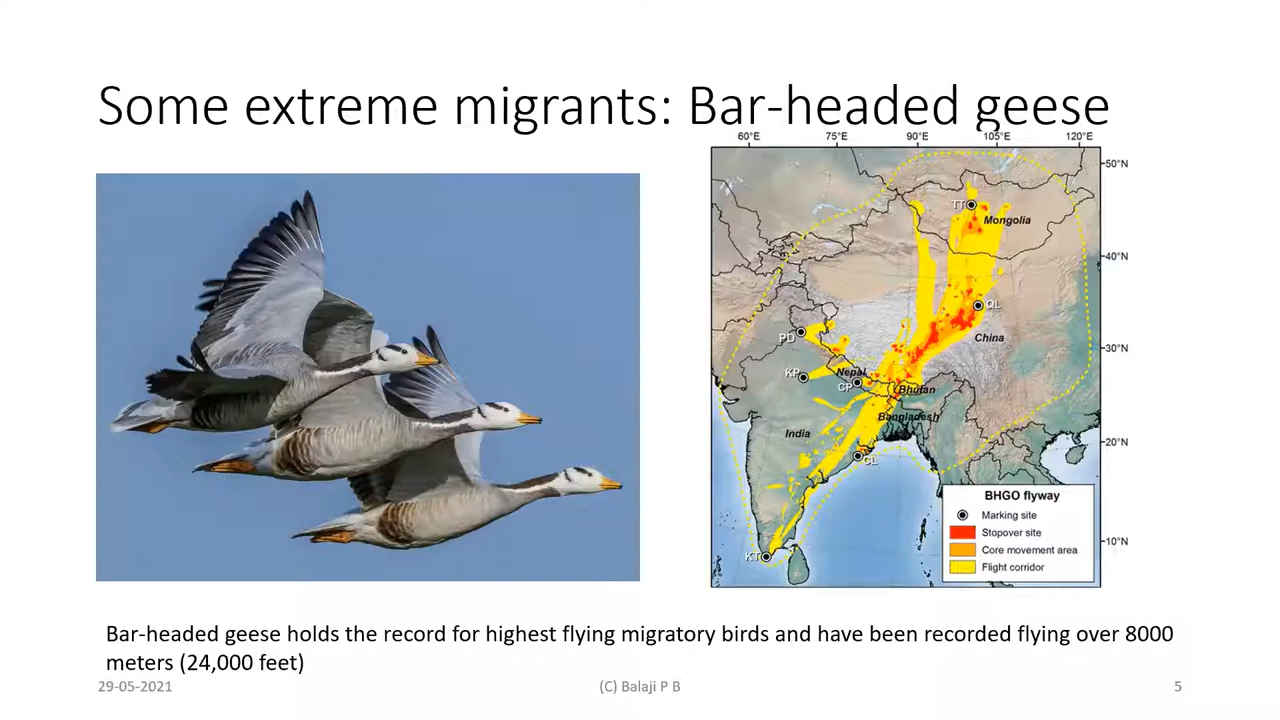 Some extreme migrants: Bar-headed geese
60°E 75°E 90°E 105°E 120°E
50°N
TT
Mongolia
40°N
QL
PD
China
30°N
KP
Nepal
CP
Bhutan
Bangladesh
India
20°N
CL
BHGO flyway
Marking site
Stopover site
Core movement area
Flight corridor
10°N
KT
Bar-headed geese holds the record for highest flying migratory birds and have been recorded flying over 8000
meters (24,000 feet)
29-05-2021 (C) Balaji P B 5